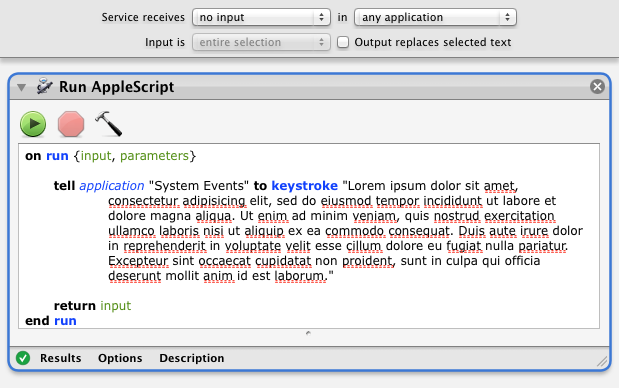 Service receives no input in any application
Input is entire selection Output replaces selected text
Run AppleScript
on run {input, parameters}
tell application "System Events" to keystroke "Lorem ipsum dolor sit amet,
consectetur adipisicing elit, sed do eiusmod tempor incididunt ut labore et
dolore magna aliqua. Ut enim ad minim veniam, quis nostrud exercitation
ullamco laboris nisi ut aliquip ex ea commodo consequat. Duis aute irure dolor
in reprehenderit in voluptate velit esse cillum dolore eu fugiat nulla pariatur.
Excepteur sint occaecat cupidatat non proident, sunt in culpa qui officia
deserunt mollit anim id est laborum."
return input
end run
Results Options Description